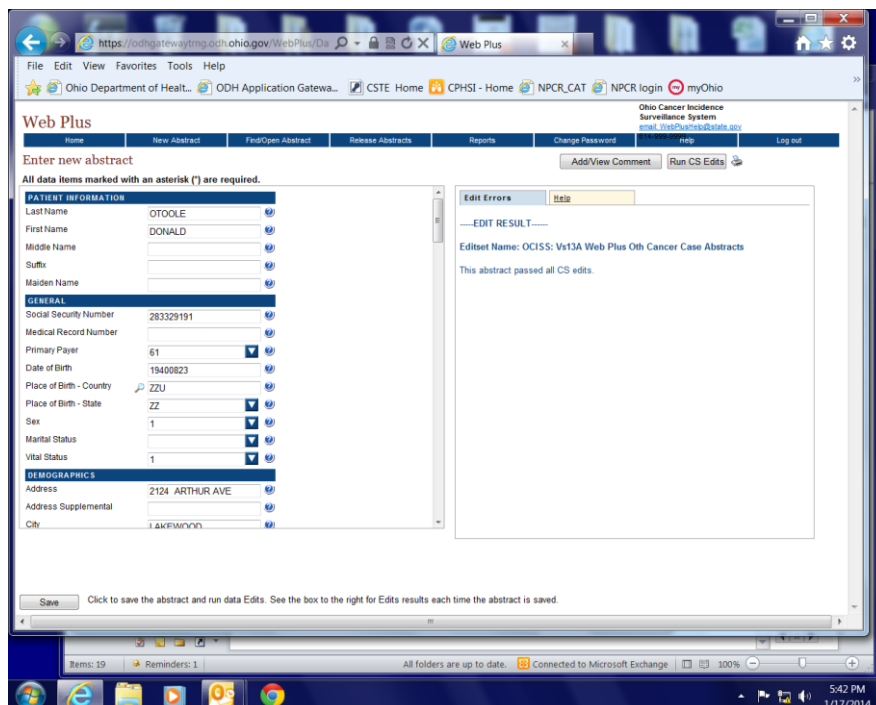 https://odhgatewaytrng.odh.ohio.gov/WebPlus/Da
Web Plus
File Edit View Favorites Tools Help
Ohio Department of Healt... ODH Application Gatewa... CSTE Home CPHSI - Home NPCR_CAT NPCR login myOhio
Ohio Cancer Incidence
Surveillance System
Web Plus
email: WebPlusHelp@state.gov
Home New Abstract Find/Open Abstract Release Abstracts Reports Change Password Help Log out
Enter new abstract
Add/View Comment Run CS Edits
All data items marked with an asterisk (*) are required.
PATIENT INFORMATION
Last Name OTOOLE
First Name DONALD
Middle Name
Suffix
Maiden Name
GENERAL
Social Security Number 283329191
Medical Record Number
Primary Payer 61
Date of Birth 19400823
Place of Birth - Country ZZU
Place of Birth - State ZZ
Sex 1
Marital Status
Vital Status 1
DEMOGRAPHICS
Address 2124 ARTHUR AVE
Address Supplemental
City LAKEWOOD
Edit Errors Help
-----EDIT RESULT------
Editset Name: OCISS: Vs13A Web Plus Oth Cancer Case Abstracts
This abstract passed all CS edits.
Save Click to save the abstract and run data Edits. See the box to the right for Edits results each time the abstract is saved.
Items: 19 Reminders: 1 All folders are up to date. Connected to Microsoft Exchange 100%
5:42 PM
1/17/2014